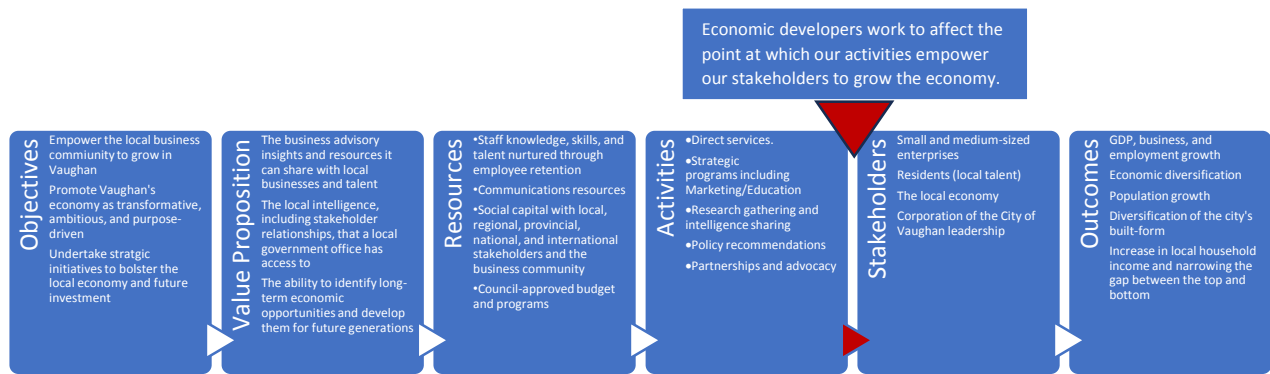 Economic developers work to affect the
point at which our activities empower
our stakeholders to grow the economy.
Objectives
Empower the local business
commiunity to grow in
Vaughan
Promote Vaughan's
economy as transformative,
ambitious, and purpose-
driven
Undertake stratgic
initiatives to bolster the
local economy and future
investment
Value Proposition
The business advisory
insights and resources it
can share with local
businesses and talent
The local intelligence,
including stakeholder
relationships, that a local
government office has
access to
The ability to identify long-
term economic
opportunities and develop
them for future generations
Resources
•Staff knowledge, skills, and
talent nurtured through
employee retention
•Communications resources
•Social capital with local,
regional, provincial,
national, and international
stakeholders and the
business community
•Council-approved budget
and programs
Activities
•Direct services.
•Strategic
programs including
Marketing/Education
•Research gathering and
intelligence sharing
•Policy recommendations
•Partnerships and advocacy
Stakeholders
Small and medium-sized
enterprises
Residents (local talent)
The local economy
Corporation of the City of
Vaughan leadership
Outcomes
GDP, business, and
employment growth
Economic diversification
Population growth
Diversification of the city's
built-form
Increase in local household
income and narrowing the
gap between the top and
bottom